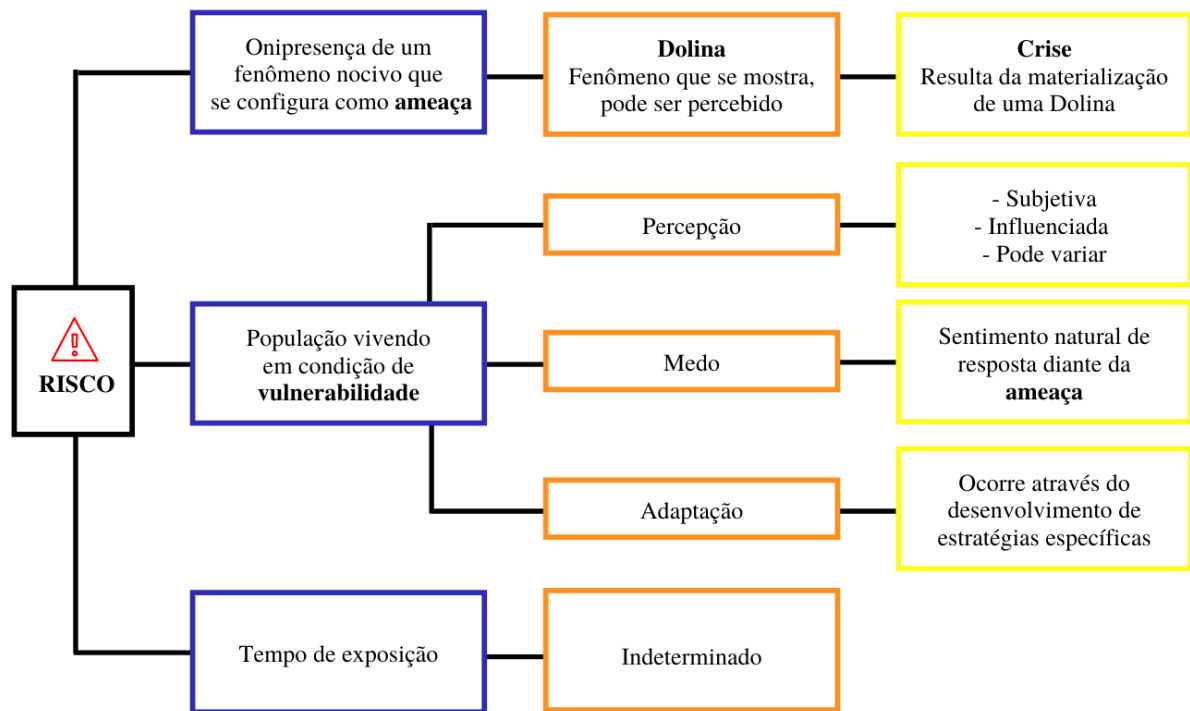 Onipresença de um
fenômeno nocivo que
se configura como ameaça
Dolina
Fenômeno que se mostra,
pode ser percebido
Crise
Resulta da materialização
de uma Dolina
Percepção
- Subjetiva
- Influenciada
- Pode variar
RISCO
População vivendo
em condição de
vulnerabilidade
Medo
Sentimento natural de
resposta diante da
ameaça
Adaptação
Ocorre através do
desenvolvimento de
estratégias específicas
Tempo de exposição
Indeterminado